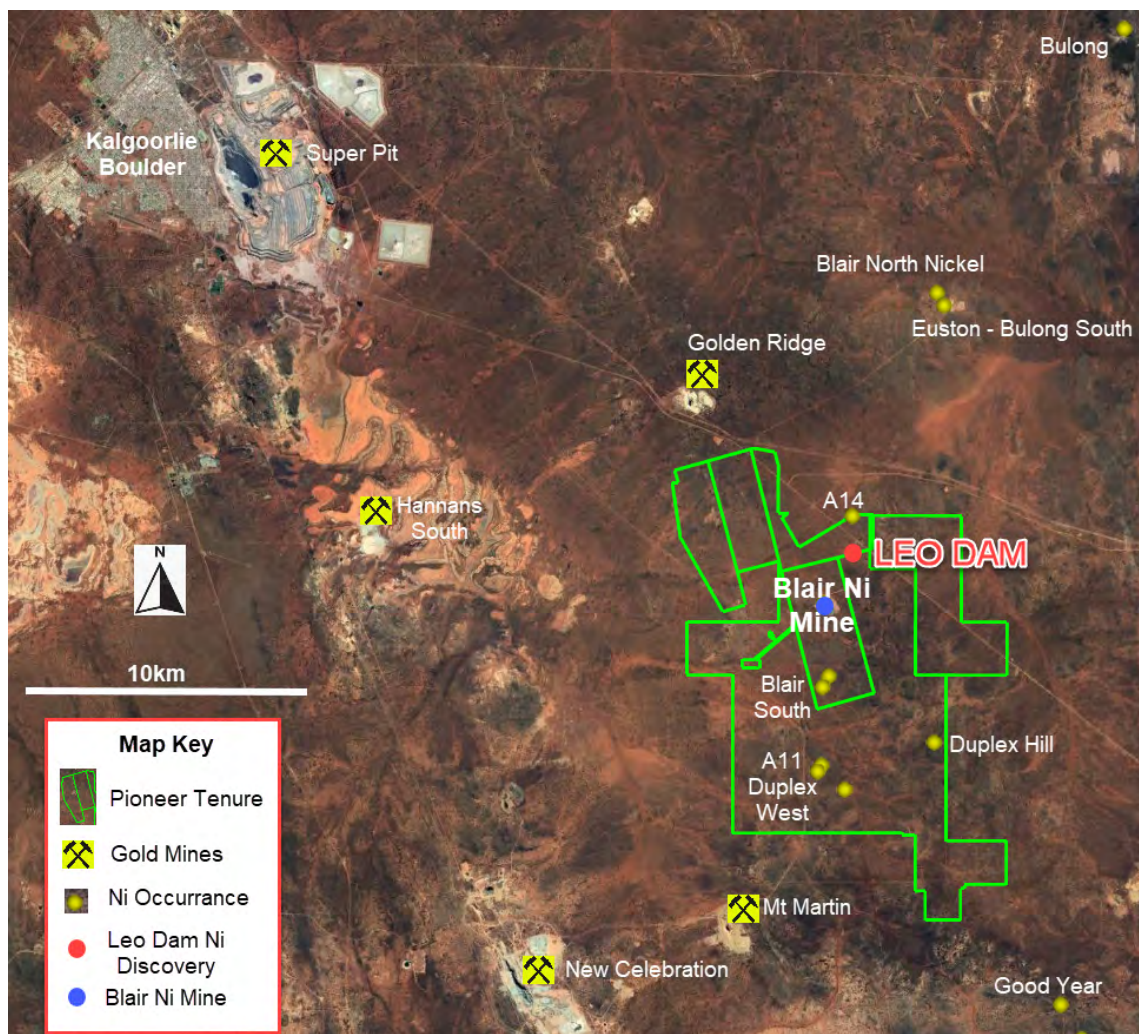 Bulong
Kalgoorlie
Boulder
Super Pit
Blair North Nickel
Euston - Bulong South
Golden Ridge
A14
Hannans
South
LEO DAM
N
Blair Ni
Mine
10km
Blair
South
Map Key
Duplex Hill
A11
Duplex
West
Pioneer Tenure
Gold Mines
Ni Occurrance
Mt Martin
Leo Dam Ni
Discovery
New Celebration
Blair Ni Mine
Good Year